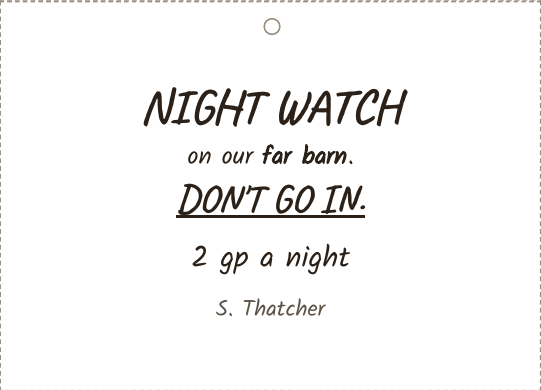 NIGHT WATCH
on our far barn.
DON'T GO IN.
2 gp a night
S. Thatcher